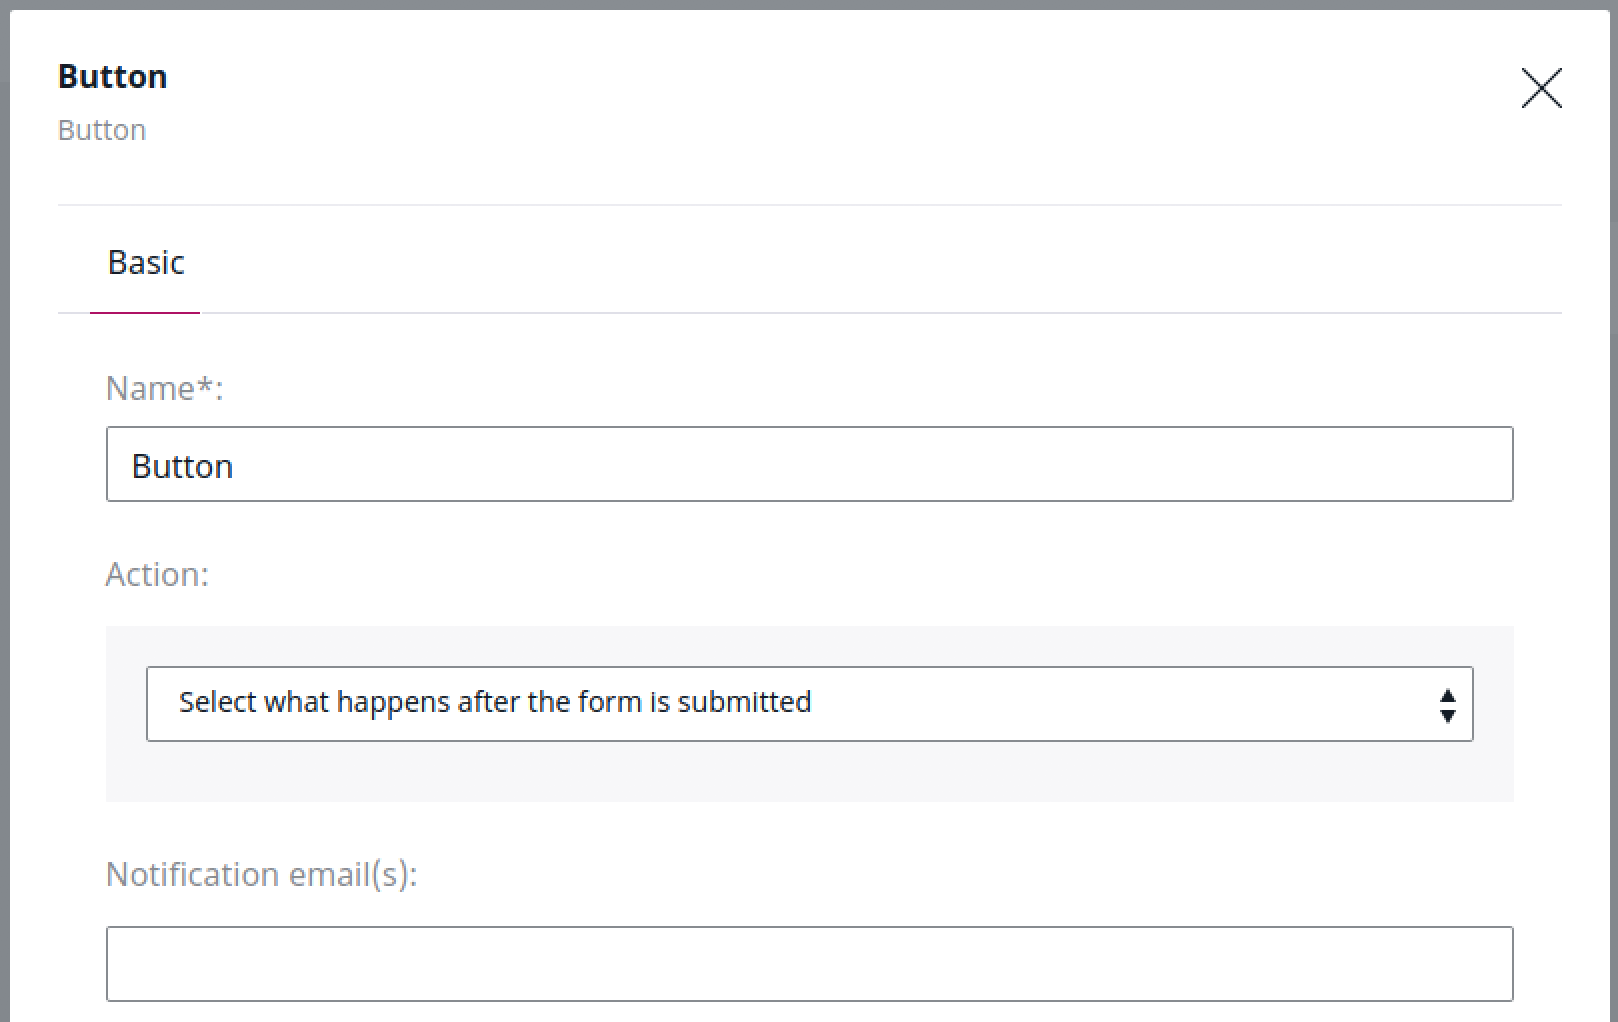 Button
Button
Basic
Name*:
Button
Action:
Select what happens after the form is submitted
Notification email(s):